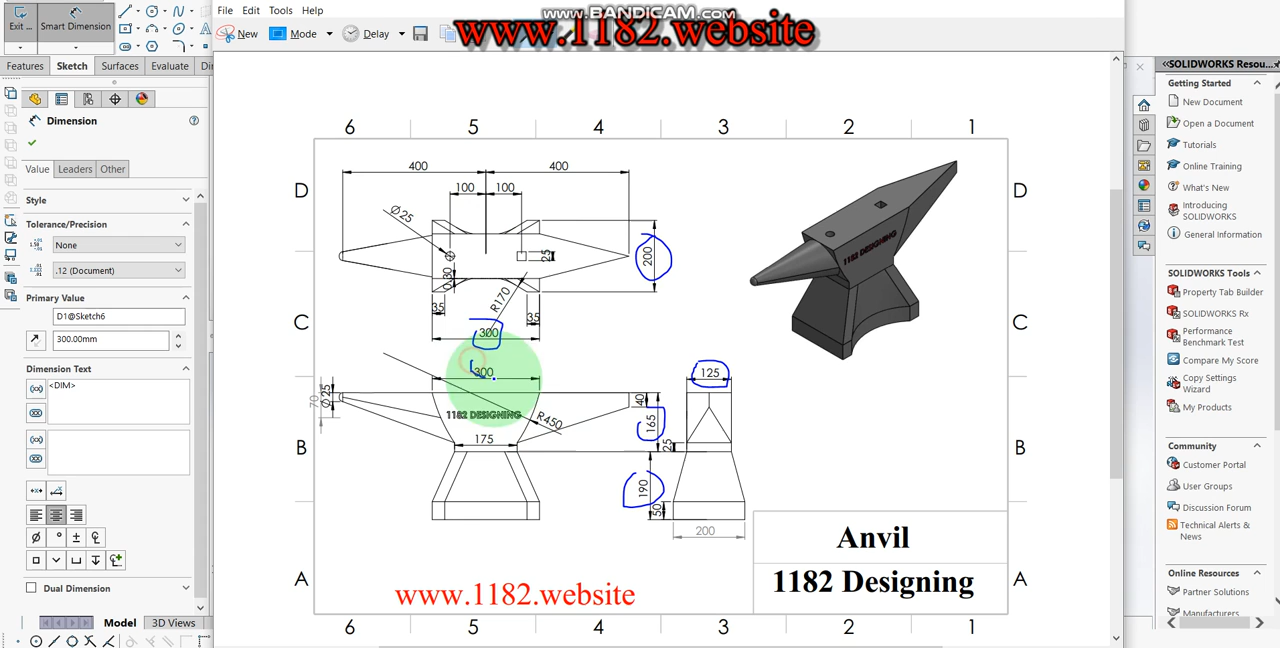 www.BANDICAM.com
www.1182.website
File Edit Tools Help
New Mode Delay
Exit ... Smart Dimension
Features Sketch Surfaces Evaluate
Dimension
Value Leaders Other
Style
Tolerance/Precision
None
.12 (Document)
Primary Value
D1@Sketch6
300.00mm
Dimension Text
<DIM>
Dual Dimension
Model 3D Views
6 5 4 3 2 1
D D
C C
B B
A A
400 400
100 100
Ø25
25
200
30
R170
35 35
300
300
125
Ø25
70
1182 DESIGNING
R450
40
165
175
25
190
50
200
1182 DESIGNING
Anvil
1182 Designing
www.1182.website
6 5 4 3 2 1
SOLIDWORKS Resou...
Getting Started
New Document
Open a Document
Tutorials
Online Training
What's New
Introducing
SOLIDWORKS
General Information
SOLIDWORKS Tools
Property Tab Builder
SOLIDWORKS Rx
Performance
Benchmark Test
Compare My Score
Copy Settings
Wizard
My Products
Community
Customer Portal
User Groups
Discussion Forum
Technical Alerts &
News
Online Resources
Partner Solutions
Manufacturers